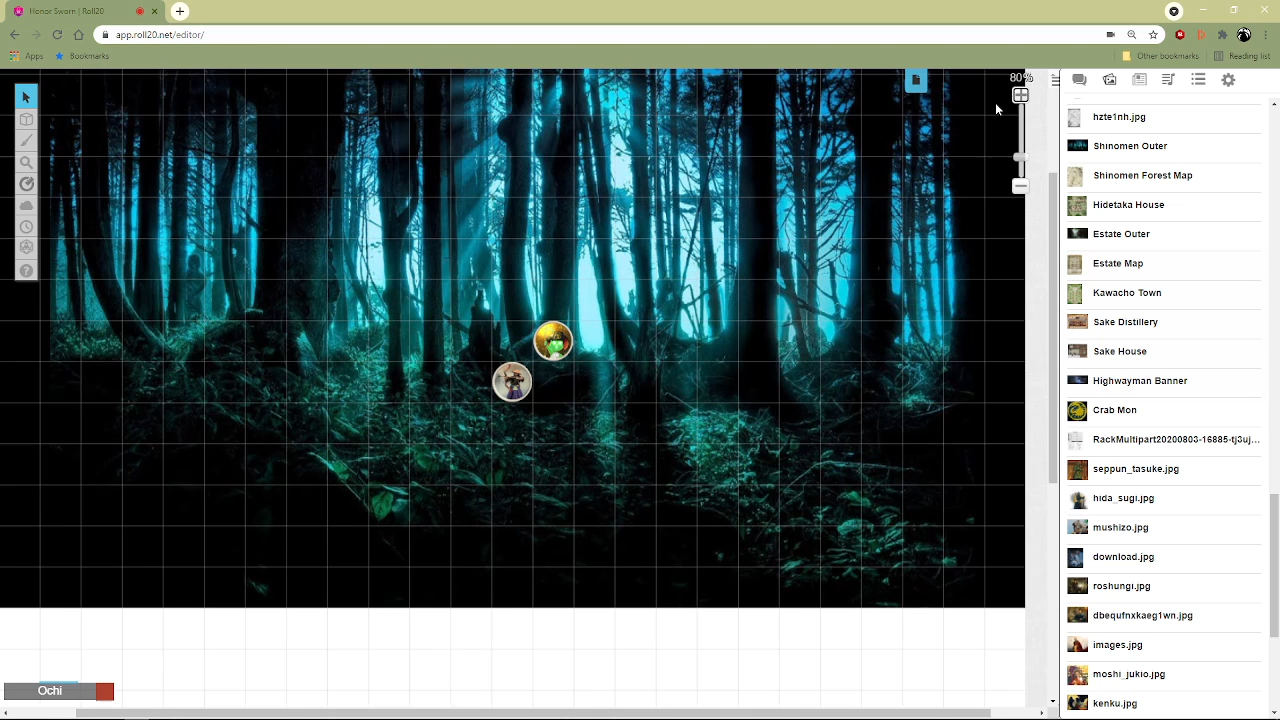 Honor Sworn | Roll20
app.roll20.net/editor/
Apps
Bookmarks
Other bookmarks
Reading list
80%
hzte1nh.jpg
Shinomen Outer
Shinomen Forest Map
Hidetaka House
Estate Outer
Estate Map
Kawacho Town
Sake Distillery
Sake House
Highwayman Banner
Crab Mon
seppun_tasuki.jpg
hida_sugi.jpg
mushizo.jpg
download.jpg
roshungi.jpg
dbequfnxkaeg1wn.jpg
images.jpg
moshi_jukio.jpg
kenku.jpg
Ochi